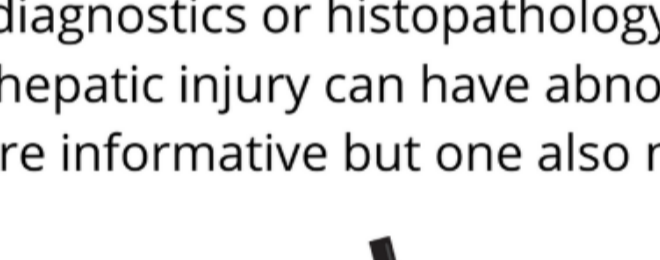 diagnostics or histopathology
hepatic injury can have abno
re informative but one also